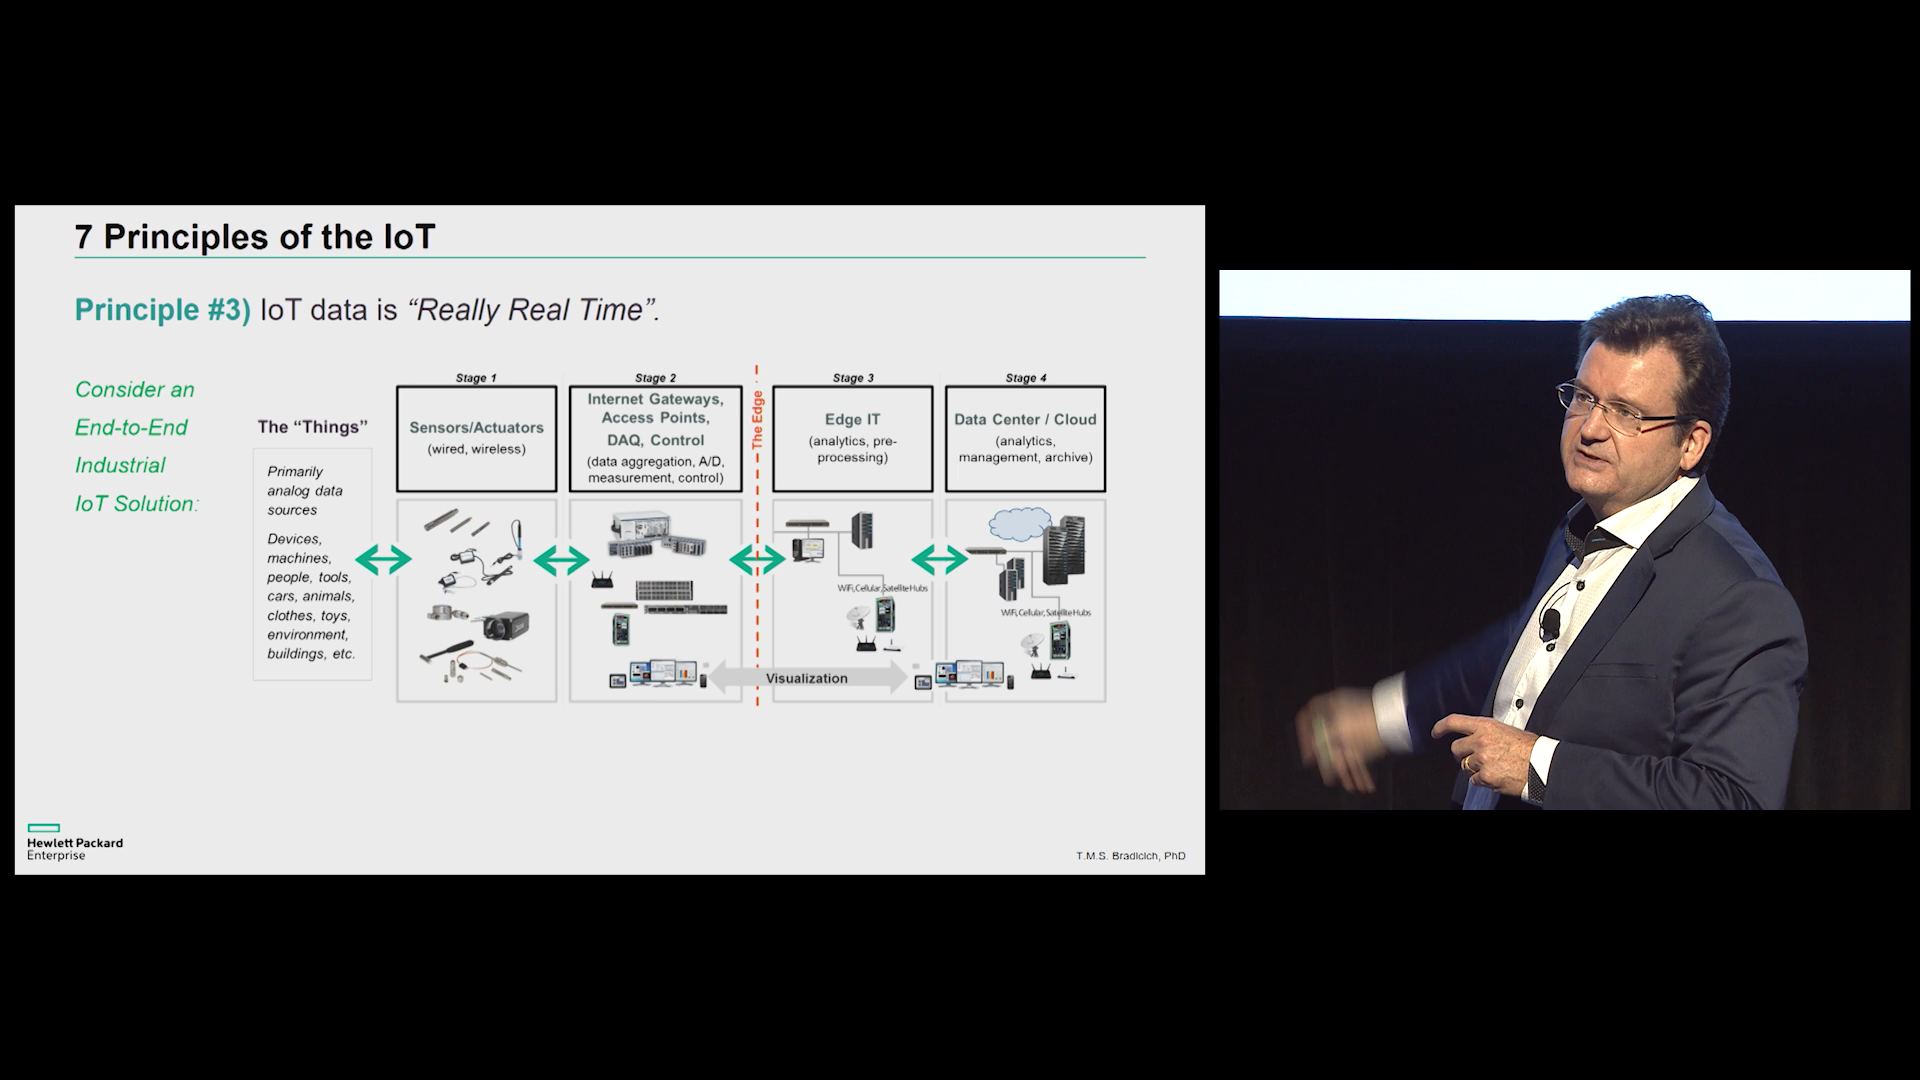 7 Principles of the IoT
Principle #3) IoT data is “Really Real Time”.
Consider an
End-to-End
Industrial
IoT Solution:
The “Things”
Primarily
analog data
sources
Devices,
machines,
people, tools,
cars, animals,
clothes, toys,
environment,
buildings, etc.
Stage 1
Sensors/Actuators
(wired, wireless)
Stage 2
Internet Gateways,
Access Points,
DAQ, Control
(data aggregation, A/D,
measurement, control)
The Edge
Stage 3
Edge IT
(analytics, pre-
processing)
Stage 4
Data Center / Cloud
(analytics,
management, archive)
WiFi, Cellular, Satellite Hubs
WiFi, Cellular, Satellite Hubs
Visualization
Hewlett Packard
Enterprise
T.M.S. Bradicich, PhD